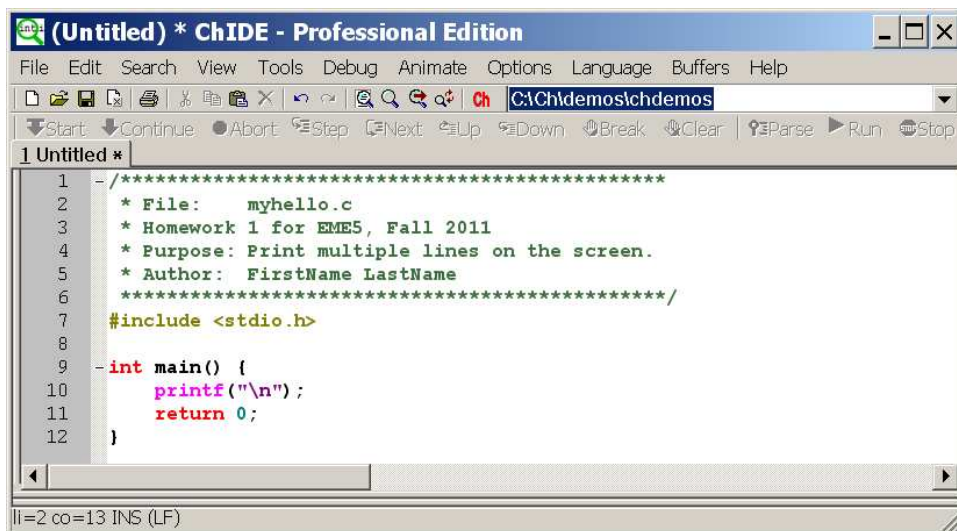 (Untitled) * ChIDE - Professional Edition
File Edit Search View Tools Debug Animate Options Language Buffers Help
Ch C:\Ch\demos\chdemos
Start Continue Abort Step Next Up Down Break Clear Parse Run Stop
1 Untitled *
1 /***********************************************
2 * File: myhello.c
3 * Homework 1 for EME5, Fall 2011
4 * Purpose: Print multiple lines on the screen.
5 * Author: FirstName LastName
6 ***********************************************/
7 #include <stdio.h>
8
9 int main() {
10 printf("\n");
11 return 0;
12 }
li=2 co=13 INS (LF)